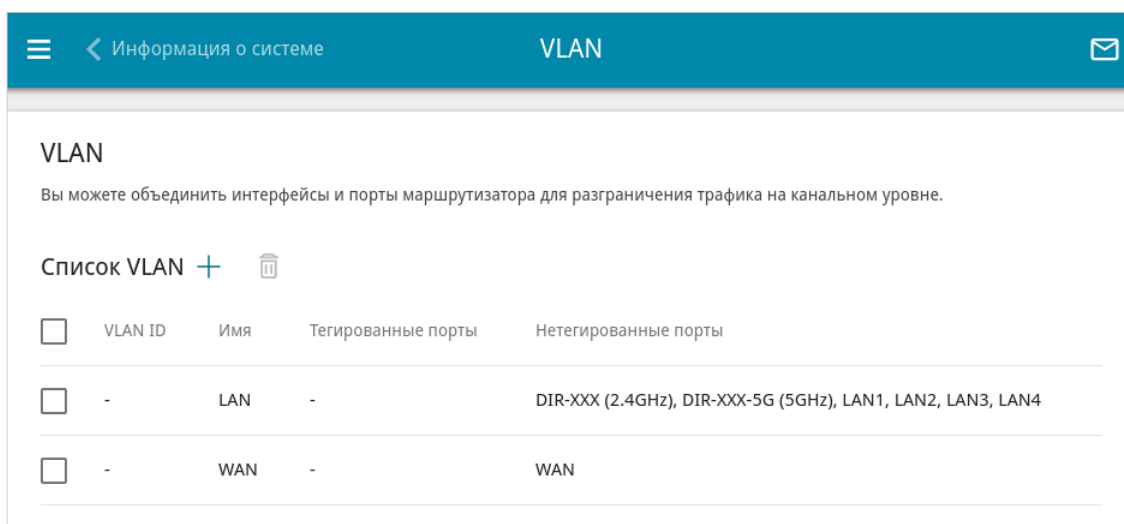 Информация о системе VLAN
VLAN
Вы можете объединить интерфейсы и порты маршрутизатора для разграничения трафика на канальном уровне.
Список VLAN
VLAN ID Имя Тегированные порты Нетегированные порты
- LAN - DIR-XXX (2.4GHz), DIR-XXX-5G (5GHz), LAN1, LAN2, LAN3, LAN4
- WAN - WAN